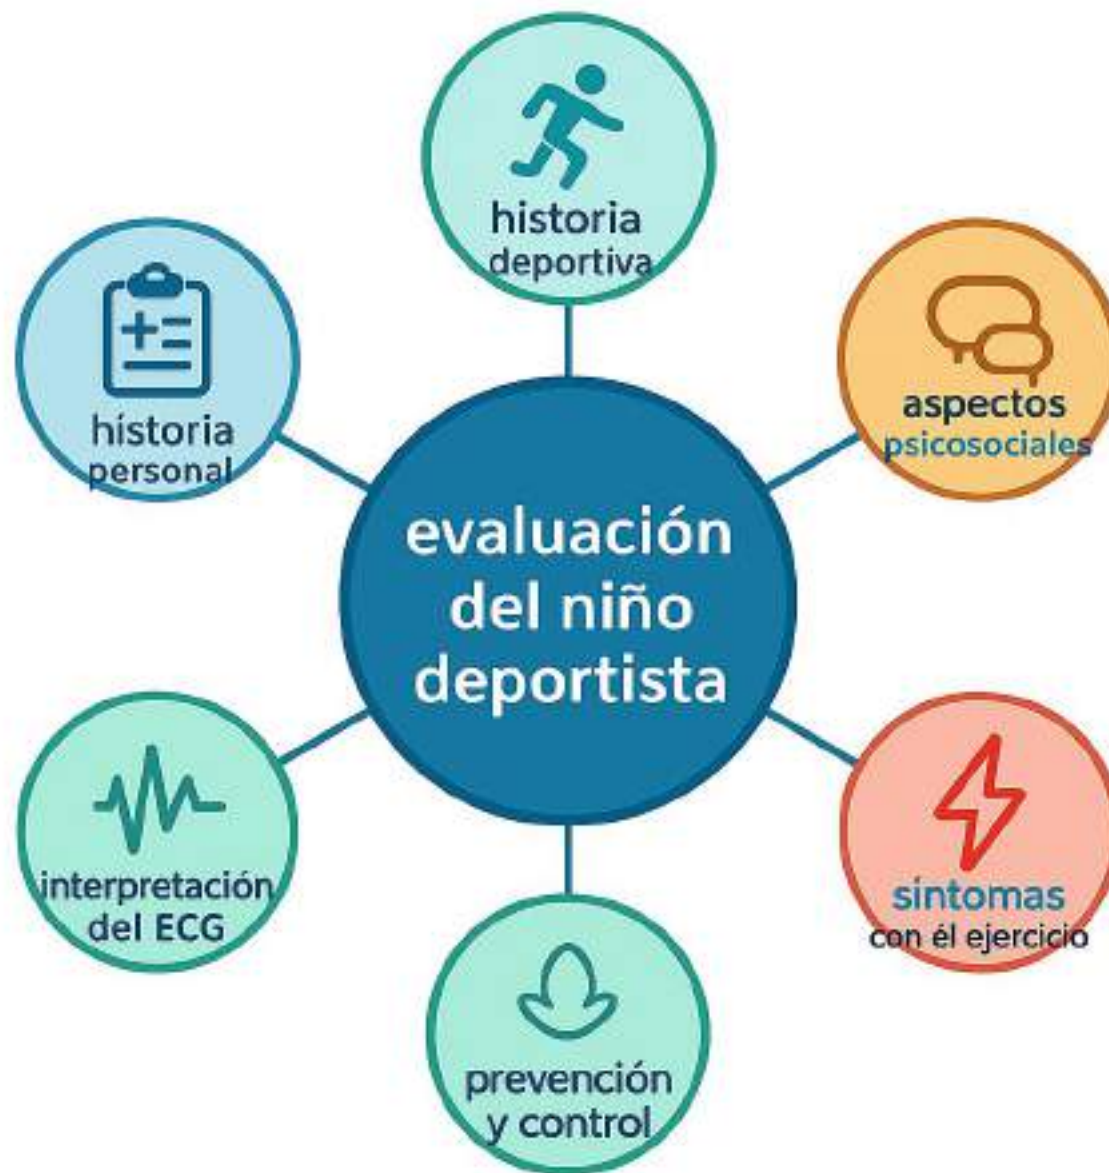 historia
deportiva
historia
personal
aspectos
psicosociales
evaluación
del niño
deportista
interpretación
del ECG
síntomas
con él ejercicio
prevención
y control